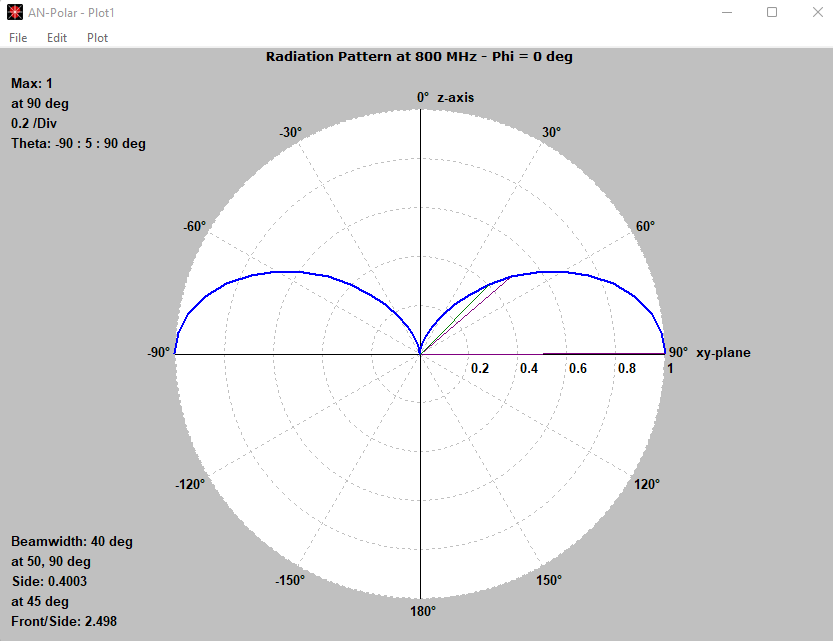 AN-Polar - Plot1
File Edit Plot
Radiation Pattern at 800 MHz - Phi = 0 deg
Max: 1
at 90 deg
0.2 /Div
Theta: -90 : 5 : 90 deg
0° z-axis
-30° 30°
-60° 60°
-90° 90° xy-plane
0.2 0.4 0.6 0.8 1
-120° 120°
-150° 150°
180°
Beamwidth: 40 deg
at 50, 90 deg
Side: 0.4003
at 45 deg
Front/Side: 2.498